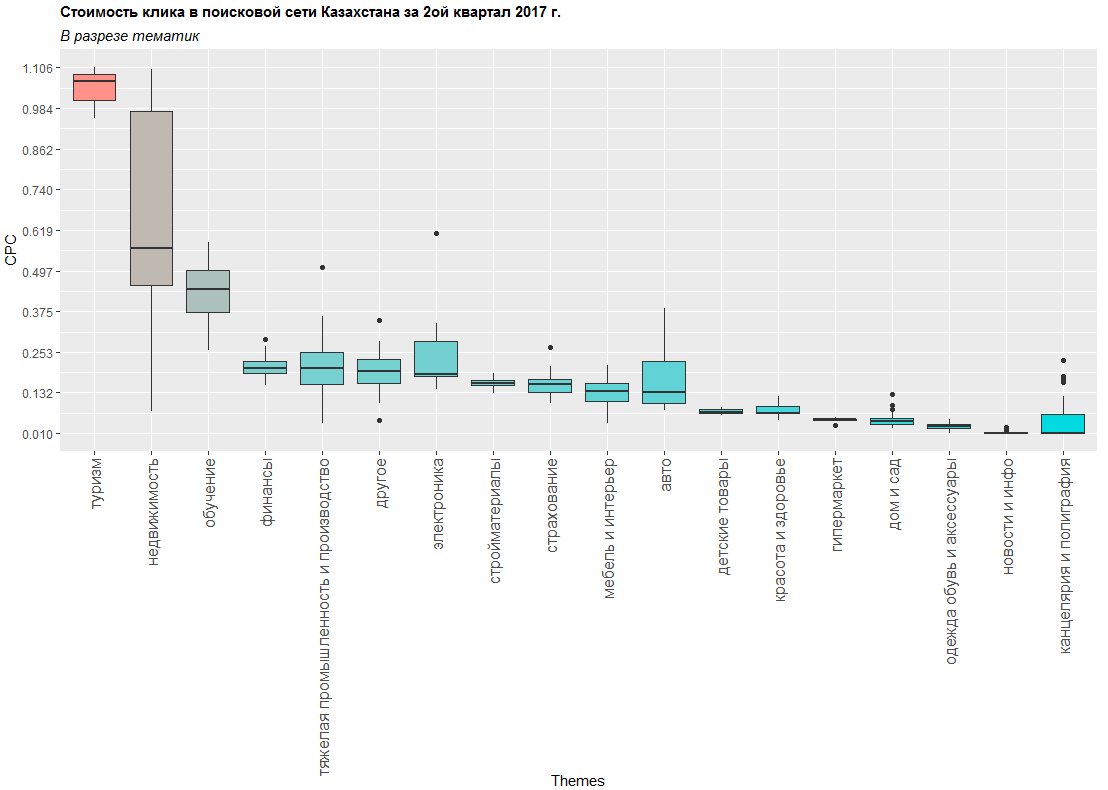 Стоимость клика в поисковой сети Казахстана за 2ой квартал 2017 г.
В разрезе тематик
CPC
1.106
0.984
0.862
0.740
0.619
0.497
0.375
0.253
0.132
0.010
туризм
недвижимость
обучение
финансы
тяжелая промышленность и производство
другое
электроника
стройматериалы
страхование
мебель и интерьер
авто
детские товары
красота и здоровье
гипермаркет
дом и сад
одежда обувь и аксессуары
новости и инфо
канцелярия и полиграфия
Themes